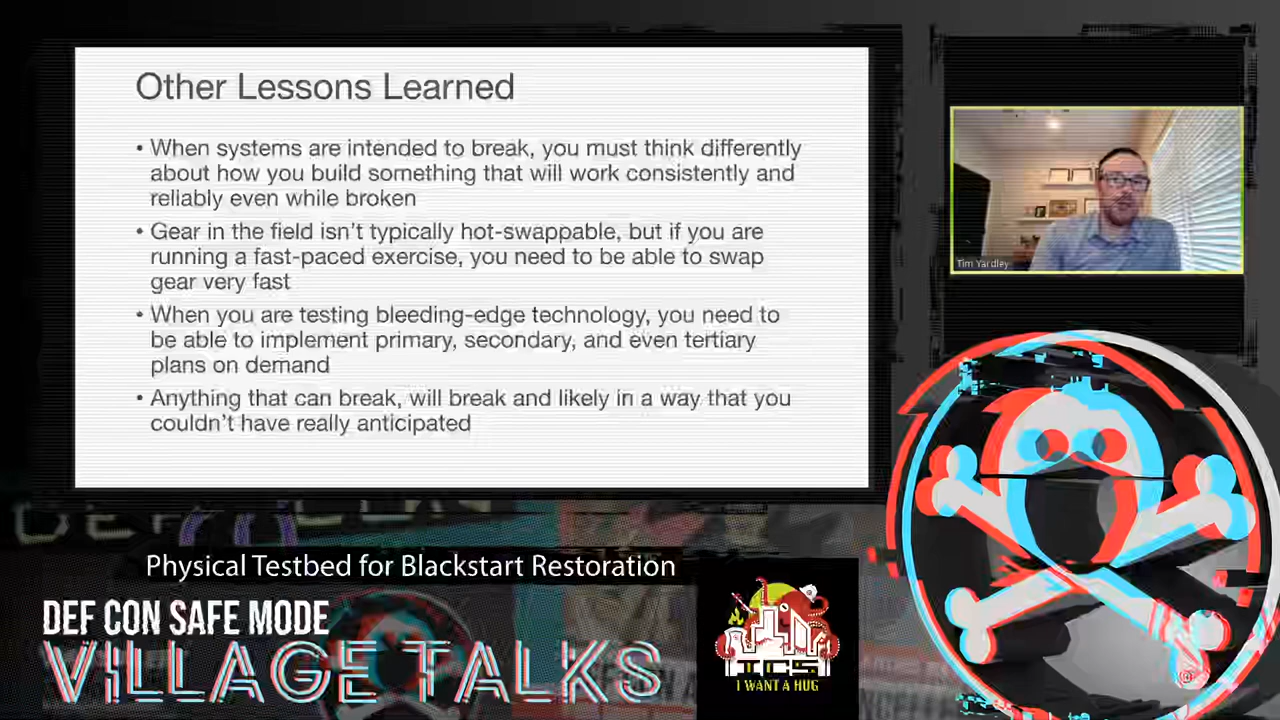 Other Lessons Learned
• When systems are intended to break, you must think differently
about how you build something that will work consistently and
reliably even while broken
• Gear in the field isn't typically hot-swappable, but if you are
running a fast-paced exercise, you need to be able to swap
gear very fast
• When you are testing bleeding-edge technology, you need to
be able to implement primary, secondary, and even tertiary
plans on demand
• Anything that can break, will break and likely in a way that you
couldn't have really anticipated
Tim Yardley
DEF CON
Physical Testbed for Blackstart Restoration
DEF CON SAFE MODE
VILLAGE TALKS
ICS
I WANT A HUG